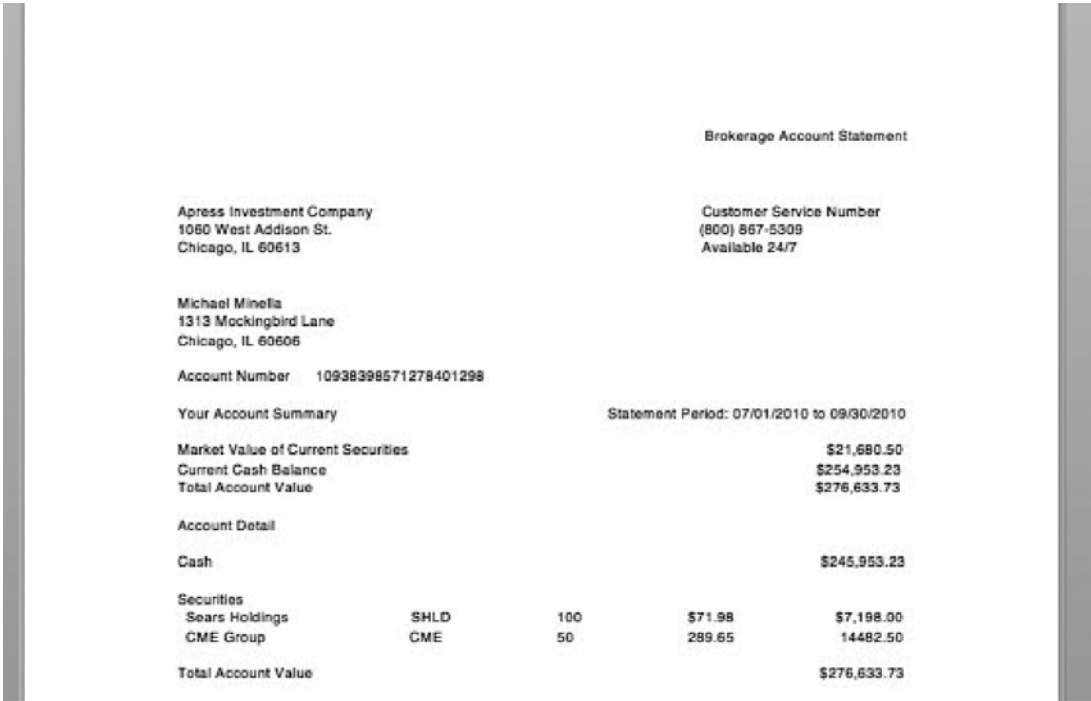 Brokerage Account Statement
Apress Investment Company
1060 West Addison St.
Chicago, IL 60613
Customer Service Number
(800) 867-5309
Available 24/7
Michael Minella
1313 Mockingbird Lane
Chicago, IL 60606
Account Number 10938398571278401298
Your Account Summary Statement Period: 07/01/2010 to 09/30/2010
Market Value of Current Securities $21,680.50
Current Cash Balance $254,953.23
Total Account Value $276,633.73
Account Detail
Cash $245,953.23
Securities
Sears Holdings SHLD 100 $71.98 $7,198.00
CME Group CME 50 289.65 14482.50
Total Account Value $276,633.73